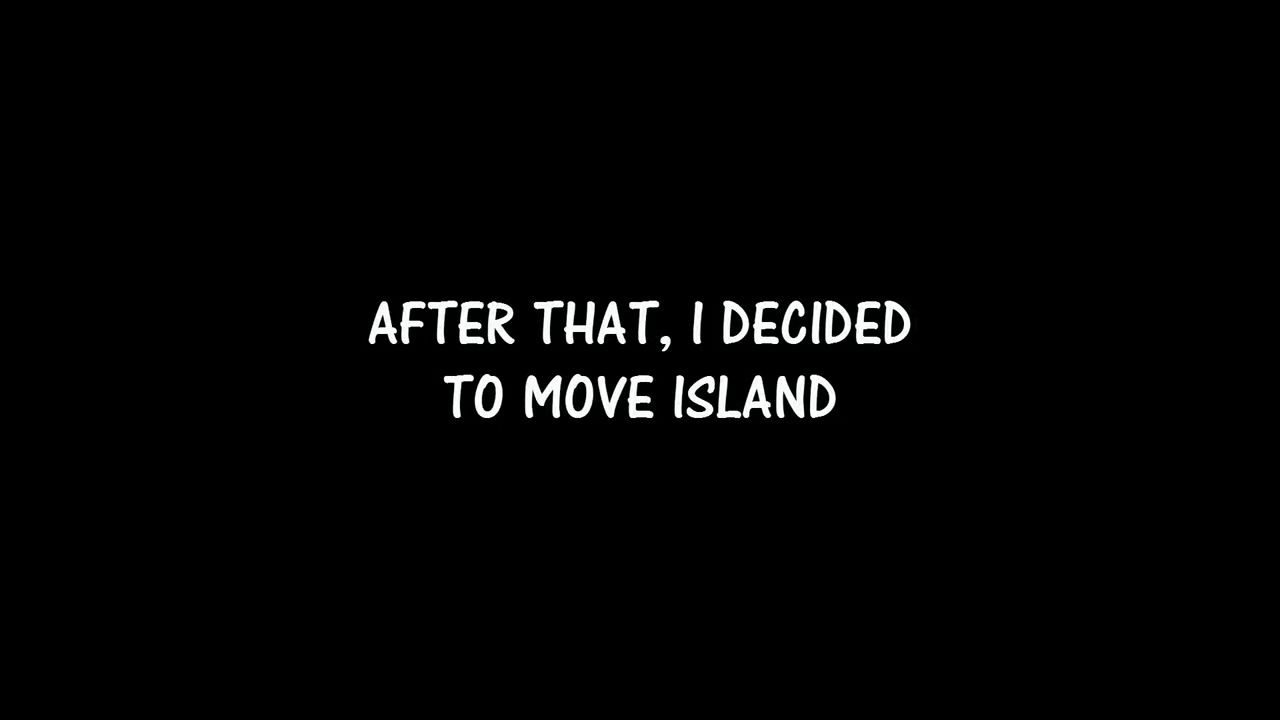 AFTER THAT, I DECIDED
TO MOVE ISLAND